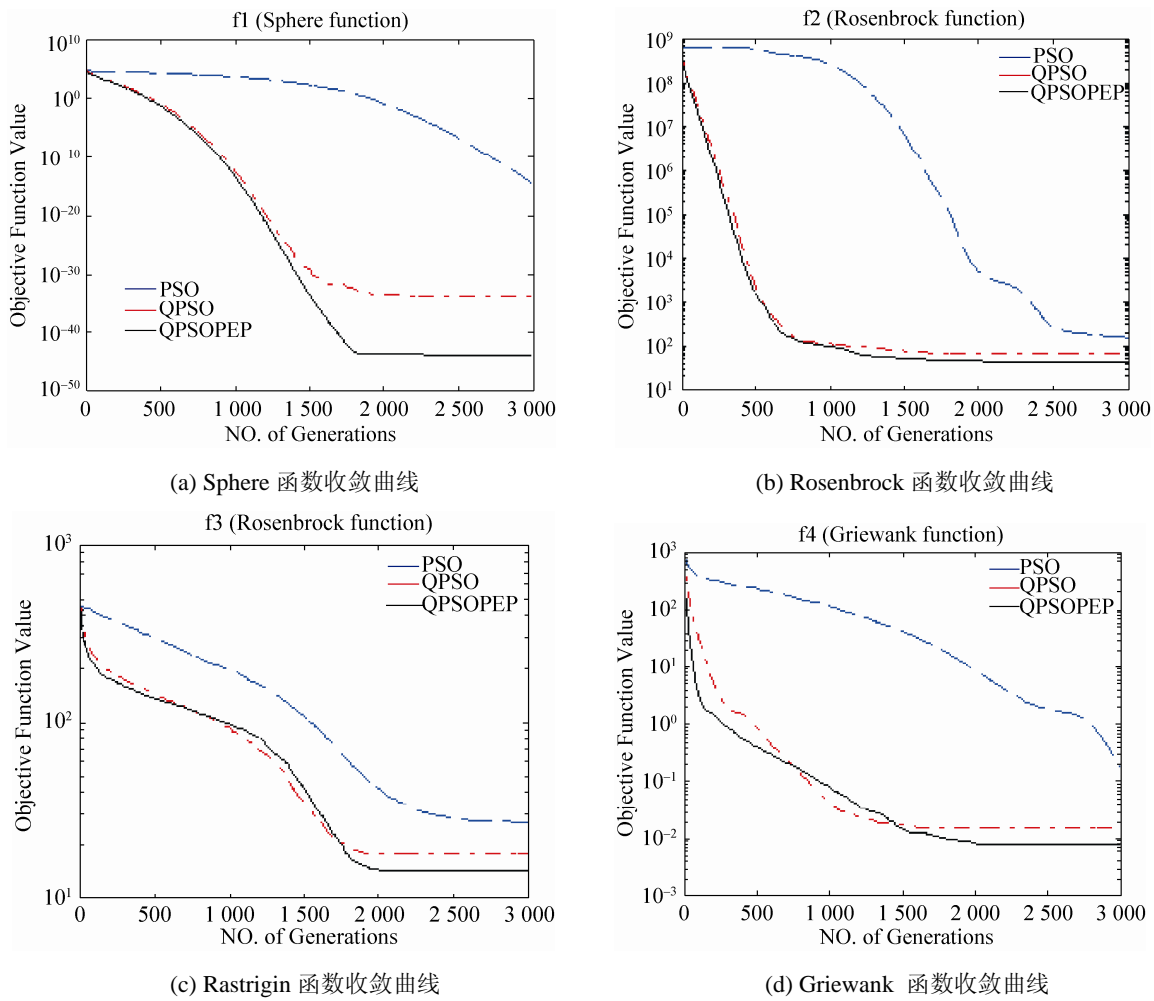 f1 (Sphere function)
Objective Function Value
10^10
10^0
10^10
10^-20
10^-30
10^-40
10^-50
PSO
QPSO
QPSOPEP
0 500 1 000 1 500 2 000 2 500 3 000
NO. of Generations
(a) Sphere 函数收敛曲线
f2 (Rosenbrock function)
Objective Function Value
10^9
10^8
10^7
10^6
10^5
10^4
10^3
10^2
10^1
PSO
QPSO
QPSOPEP
0 500 1 000 1 500 2 000 2 500 3 000
NO. of Generations
(b) Rosenbrock 函数收敛曲线
f3 (Rosenbrock function)
Objective Function Value
10^3
10^2
10^1
PSO
QPSO
QPSOPEP
0 500 1 000 1 500 2 000 2 500 3 000
NO. of Generations
(c) Rastrigin 函数收敛曲线
f4 (Griewank function)
Objective Function Value
10^3
10^2
10^1
10^0
10^-1
10^-2
10^-3
PSO
QPSO
QPSOPEP
0 500 1 000 1 500 2 000 2 500 3 000
NO. of Generations
(d) Griewank 函数收敛曲线